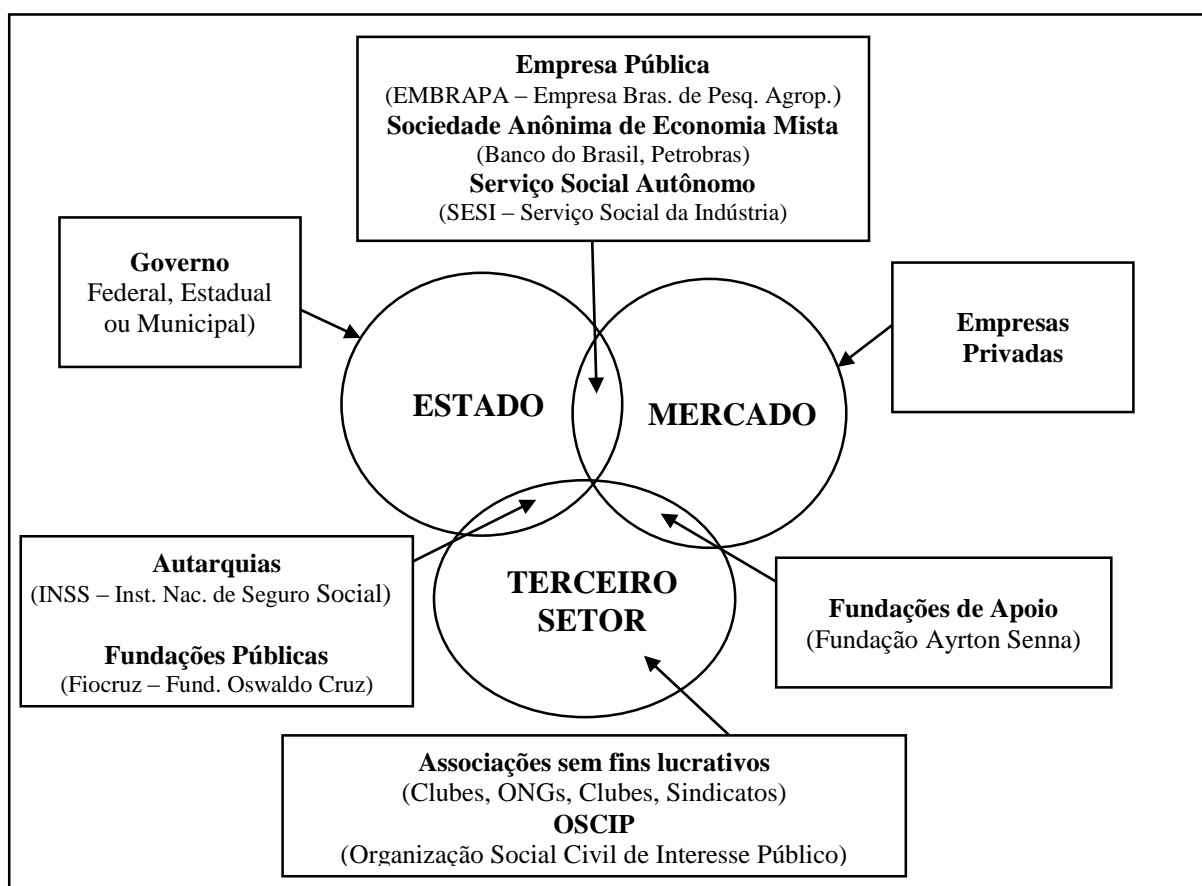 Empresa Pública
(EMBRAPA – Empresa Bras. de Pesq. Agrop.)
Sociedade Anônima de Economia Mista
(Banco do Brasil, Petrobras)
Serviço Social Autônomo
(SESI – Serviço Social da Indústria)
Governo
Federal, Estadual
ou Municipal)
Empresas
Privadas
ESTADO
MERCADO
Autarquias
(INSS – Inst. Nac. de Seguro Social)
Fundações Públicas
(Fiocruz – Fund. Oswaldo Cruz)
TERCEIRO
SETOR
Fundações de Apoio
(Fundação Ayrton Senna)
Associações sem fins lucrativos
(Clubes, ONGs, Clubes, Sindicatos)
OSCIP
(Organização Social Civil de Interesse Público)